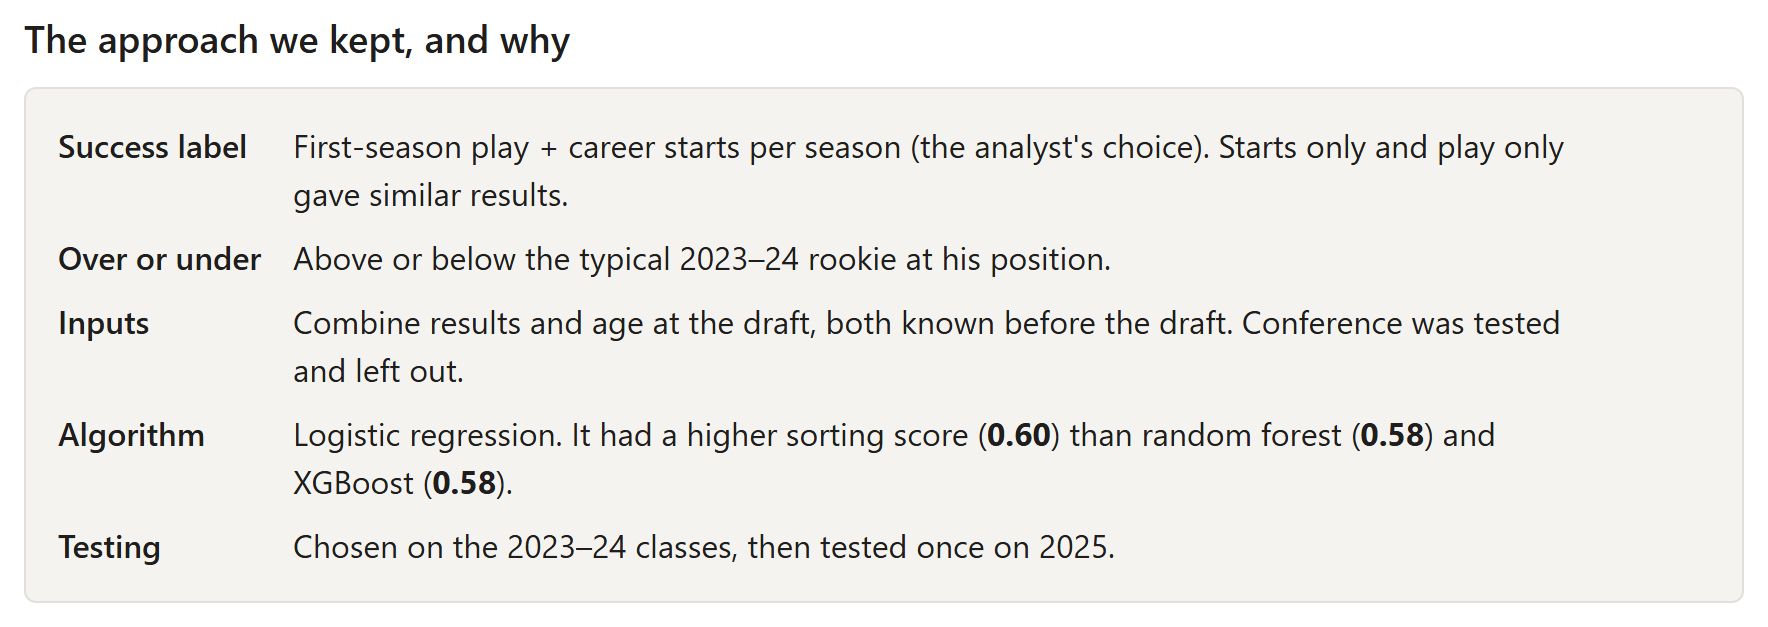 The approach we kept, and why
Success label First-season play + career starts per season (the analyst's choice). Starts only and play only
gave similar results.
Over or under Above or below the typical 2023–24 rookie at his position.
Inputs Combine results and age at the draft, both known before the draft. Conference was tested
and left out.
Algorithm Logistic regression. It had a higher sorting score (0.60) than random forest (0.58) and
XGBoost (0.58).
Testing Chosen on the 2023–24 classes, then tested once on 2025.